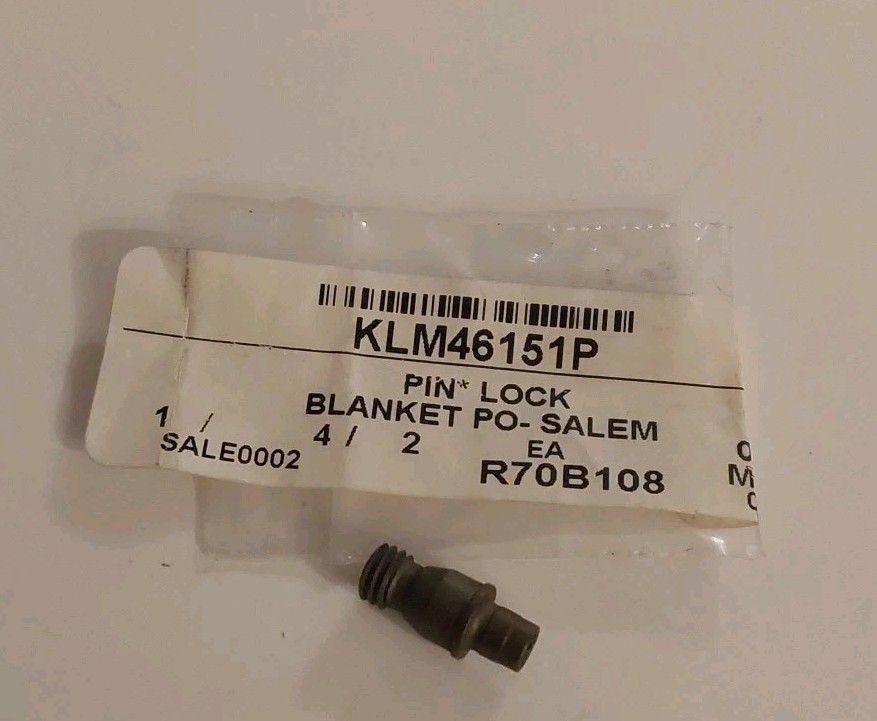 KLM46151P
PIN* LOCK
BLANKET PO- SALEM
1 / 4 / 2 EA
SALE0002 R70B108